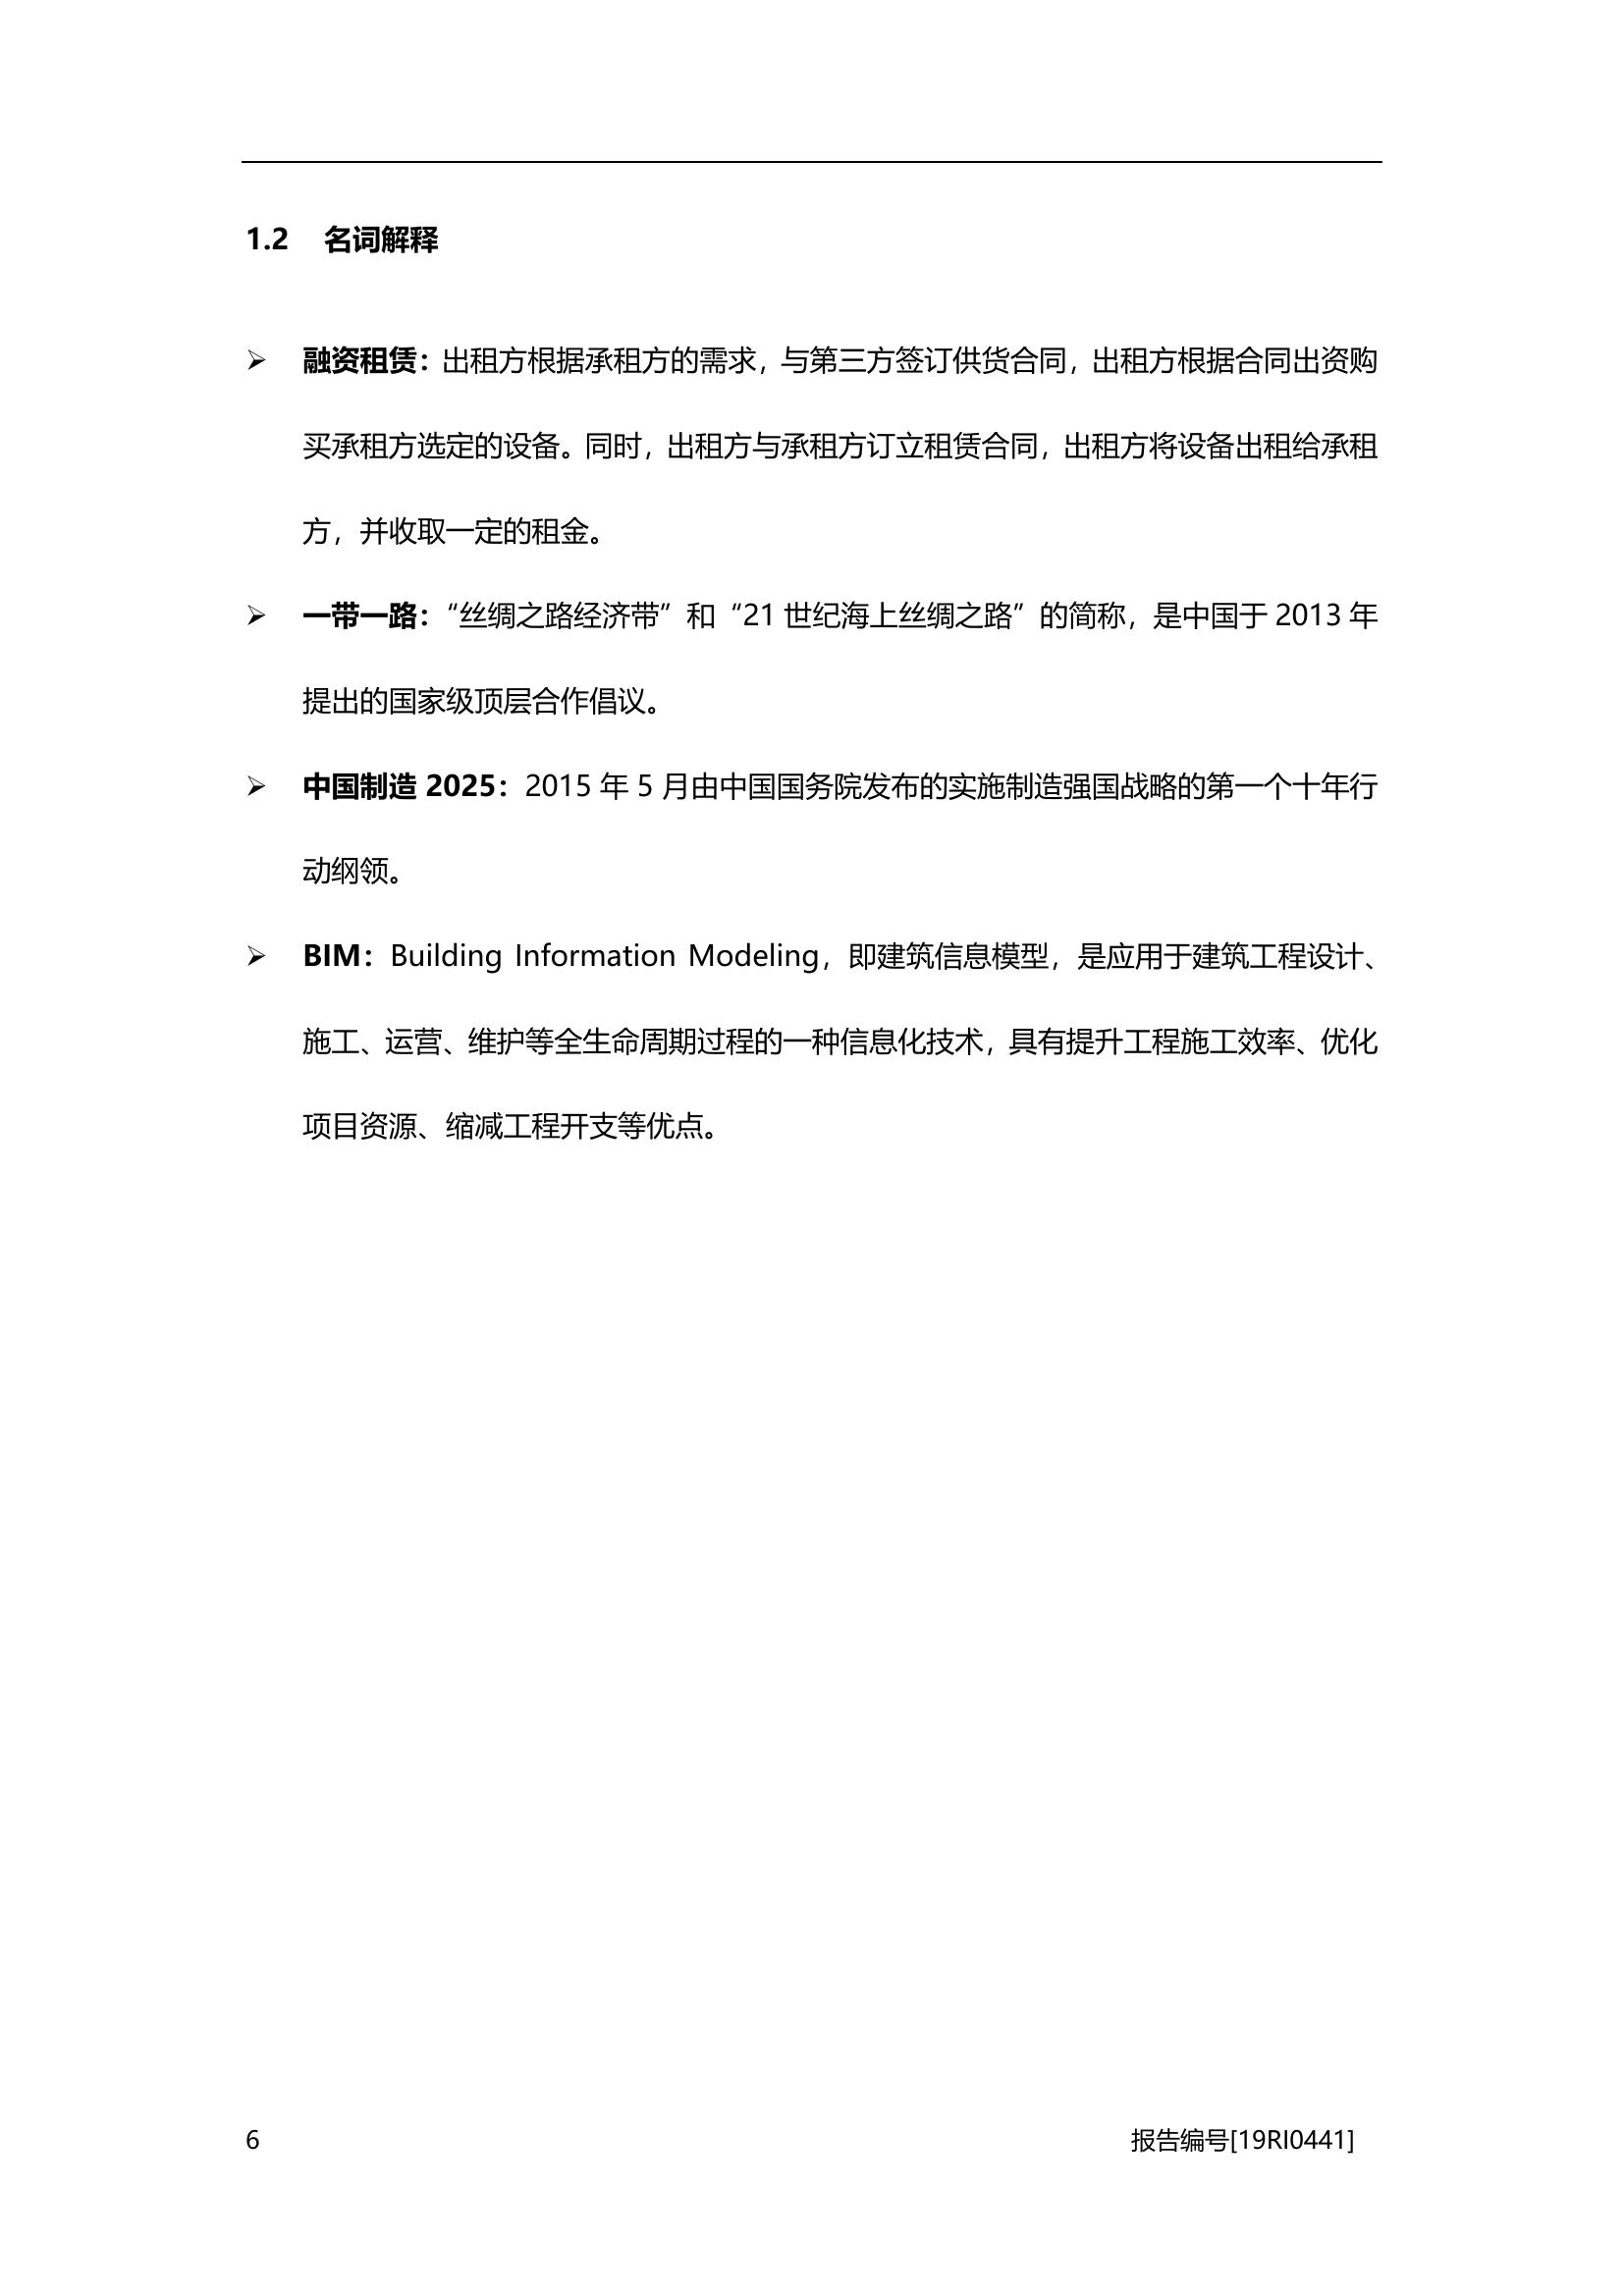 1.2 名词解释
➢ 融资租赁：出租方根据承租方的需求，与第三方签订供货合同，出租方根据合同出资购
买承租方选定的设备。同时，出租方与承租方订立租赁合同，出租方将设备出租给承租
方，并收取一定的租金。
➢ 一带一路：“丝绸之路经济带”和“21 世纪海上丝绸之路”的简称，是中国于 2013 年
提出的国家级顶层合作倡议。
➢ 中国制造 2025：2015 年 5 月由中国国务院发布的实施制造强国战略的第一个十年行
动纲领。
➢ BIM：Building Information Modeling，即建筑信息模型，是应用于建筑工程设计、
施工、运营、维护等全生命周期过程的一种信息化技术，具有提升工程施工效率、优化
项目资源、缩减工程开支等优点。
6 报告编号[19RI0441]